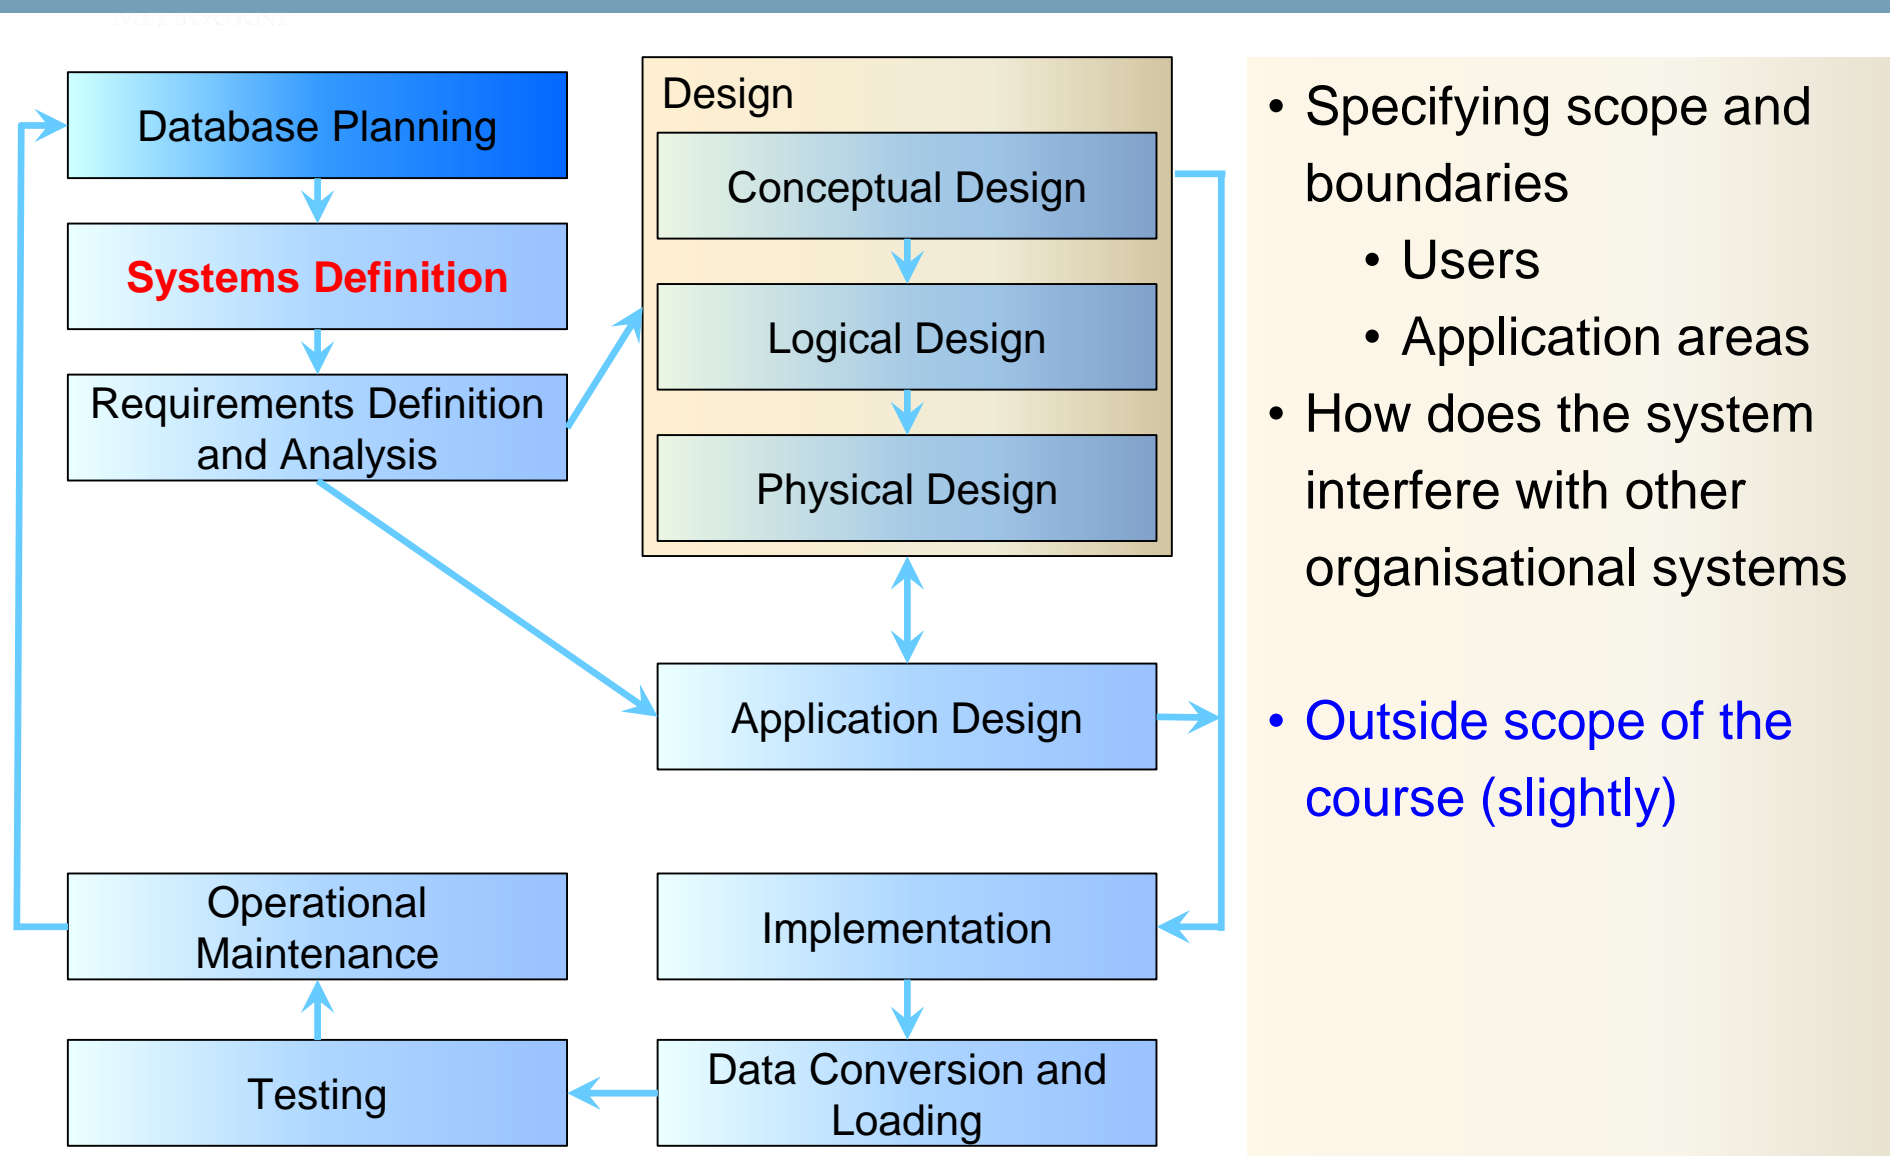 Database Planning
Systems Definition
Requirements Definition
and Analysis
Design
Conceptual Design
Logical Design
Physical Design
Application Design
Operational
Maintenance
Implementation
Testing
Data Conversion and
Loading
• Specifying scope and
boundaries
• Users
• Application areas
• How does the system
interfere with other
organisational systems
• Outside scope of the
course (slightly)